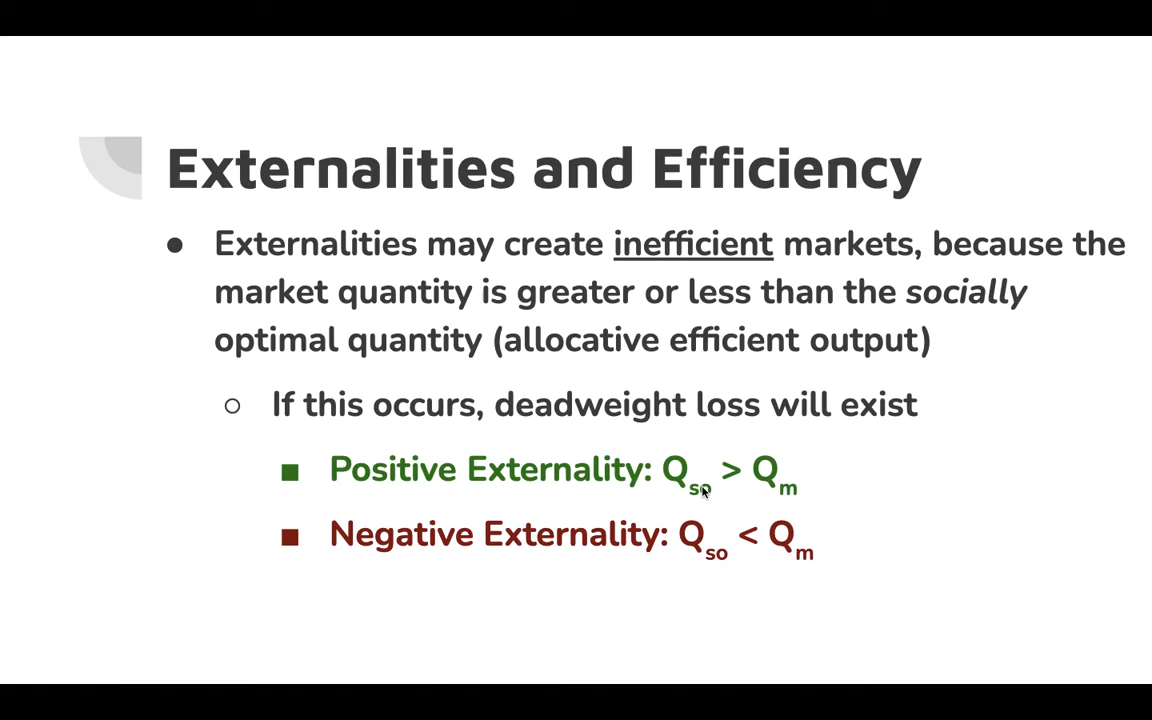 Externalities and Efficiency
● Externalities may create inefficient markets, because the
market quantity is greater or less than the socially
optimal quantity (allocative efficient output)
○ If this occurs, deadweight loss will exist
■ Positive Externality: Qso > Qm
■ Negative Externality: Qso < Qm